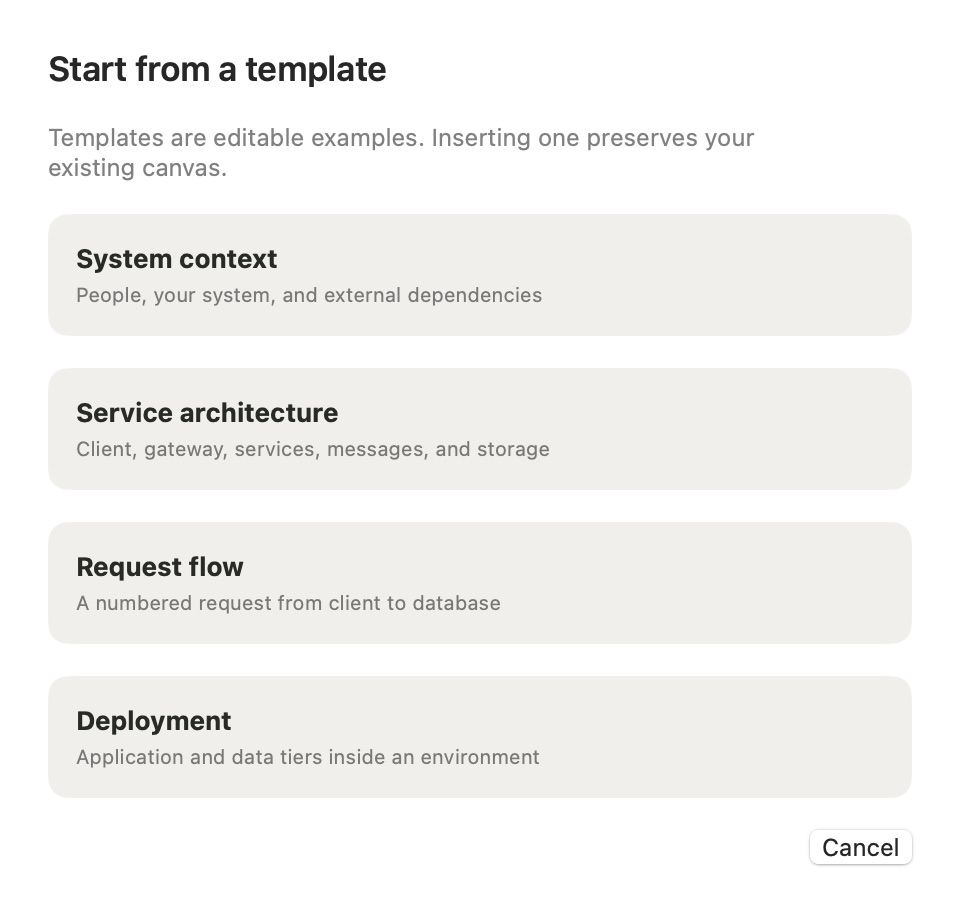 Start from a template
Templates are editable examples. Inserting one preserves your
existing canvas.
System context
People, your system, and external dependencies
Service architecture
Client, gateway, services, messages, and storage
Request flow
A numbered request from client to database
Deployment
Application and data tiers inside an environment
Cancel